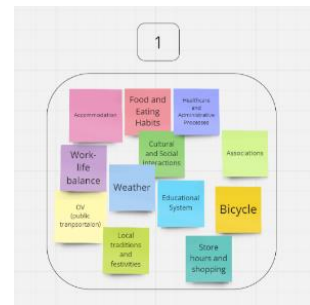 1
Accommodation
Food and
Eating
Habits
Healthcare
and
Administrative
Processes
Cultural
and Social
Interactions
Associations
Work-
life
balance
Weather
Educational
System
Bicycle
OV
(public
transportation)
Local
traditions
and
festivities
Store
hours and
shopping